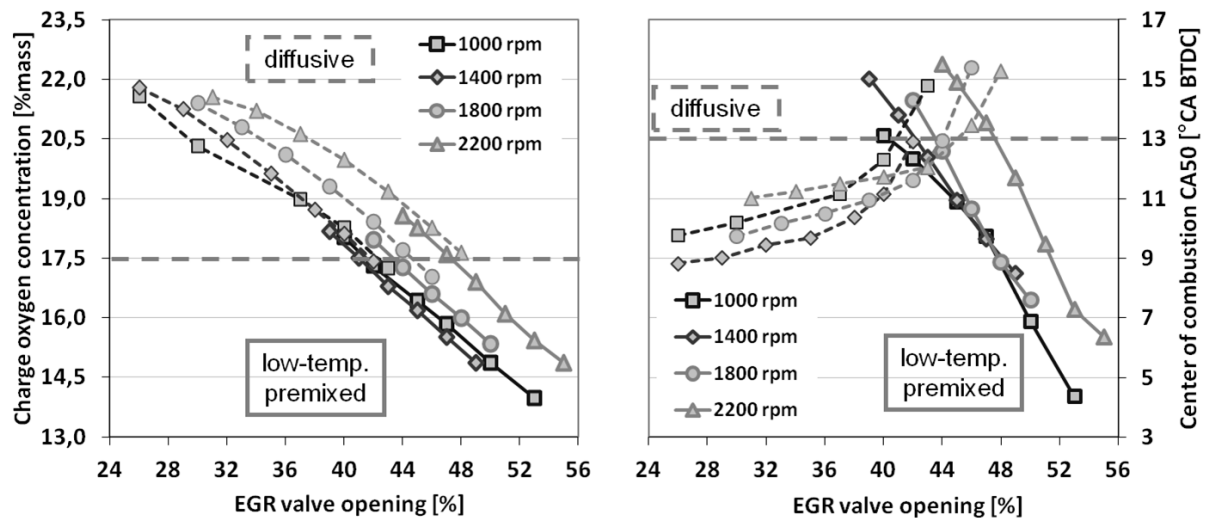 Charge oxygen concentration [%mass]
23,5
22,0
20,5
19,0
17,5
16,0
14,5
13,0
diffusive
1000 rpm
1400 rpm
1800 rpm
2200 rpm
low-temp.
premixed
24 28 32 36 40 44 48 52 56
EGR valve opening [%]
17
15
13
11
9
7
5
3
diffusive
1000 rpm
1400 rpm
1800 rpm
2200 rpm
low-temp.
premixed
24 28 32 36 40 44 48 52 56
EGR valve opening [%]
Center of combustion CA50 [°CA BTDC]